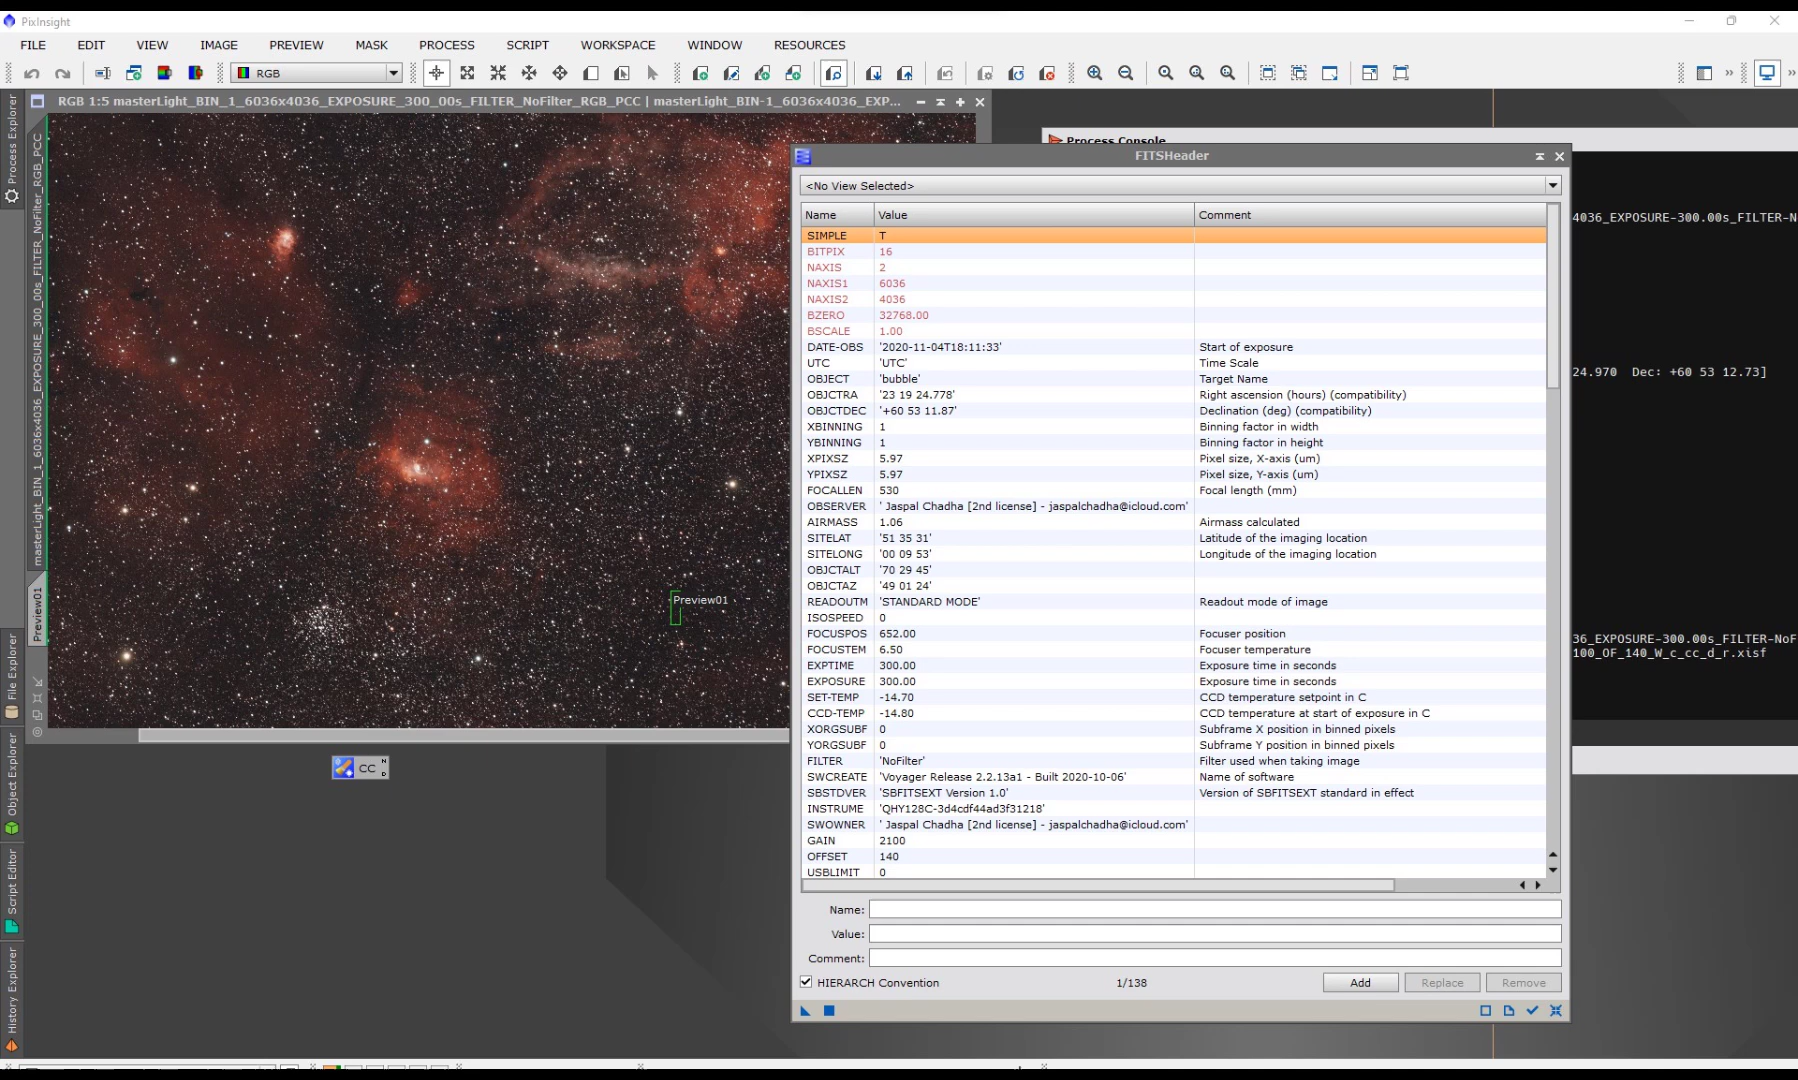 PixInsight
FILE EDIT VIEW IMAGE PREVIEW MASK PROCESS SCRIPT WORKSPACE WINDOW RESOURCES
RGB
RGB 1:5 masterLight_BIN_1_6036x4036_EXPOSURE_300_00s_FILTER_NoFilter_RGB_PCC | masterLight_BIN-1_6036x4036_EXP...
Process Explorer
File Explorer
Object Explorer
Script Editor
History Explorer
masterLight_BIN_1_6036x4036_EXPOSURE_300_00s_FILTER_NoFilter_RGB_PCC
Preview01
Preview01
CC
N
D
Process Console
4036_EXPOSURE-300.00s_FILTER-N
24.970 Dec: +60 53 12.73]
36_EXPOSURE-300.00s_FILTER-NoF
100_OF_140_W_c_cc_d_r.xisf
FITSHeader
<No View Selected>
Name Value Comment
SIMPLE T
BITPIX 16
NAXIS 2
NAXIS1 6036
NAXIS2 4036
BZERO 32768.00
BSCALE 1.00
DATE-OBS '2020-11-04T18:11:33' Start of exposure
UTC 'UTC' Time Scale
OBJECT 'bubble' Target Name
OBJCTRA '23 19 24.778' Right ascension (hours) (compatibility)
OBJCTDEC '+60 53 11.87' Declination (deg) (compatibility)
XBINNING 1 Binning factor in width
YBINNING 1 Binning factor in height
XPIXSZ 5.97 Pixel size, X-axis (um)
YPIXSZ 5.97 Pixel size, Y-axis (um)
FOCALLEN 530 Focal length (mm)
OBSERVER ' Jaspal Chadha [2nd license] - jaspalchadha@icloud.com'
AIRMASS 1.06 Airmass calculated
SITELAT '51 35 31' Latitude of the imaging location
SITELONG '00 09 53' Longitude of the imaging location
OBJCTALT '70 29 45'
OBJCTAZ '49 01 24'
READOUTM 'STANDARD MODE' Readout mode of image
ISOSPEED 0
FOCUSPOS 652.00 Focuser position
FOCUSTEM 6.50 Focuser temperature
EXPTIME 300.00 Exposure time in seconds
EXPOSURE 300.00 Exposure time in seconds
SET-TEMP -14.70 CCD temperature setpoint in C
CCD-TEMP -14.80 CCD temperature at start of exposure in C
XORGSUBF 0 Subframe X position in binned pixels
YORGSUBF 0 Subframe Y position in binned pixels
FILTER 'NoFilter' Filter used when taking image
SWCREATE 'Voyager Release 2.2.13a1 - Built 2020-10-06' Name of software
SBSTDVER 'SBFITSEXT Version 1.0' Version of SBFITSEXT standard in effect
INSTRUME 'QHY128C-3d4cdf44ad3f31218'
SWOWNER ' Jaspal Chadha [2nd license] - jaspalchadha@icloud.com'
GAIN 2100
OFFSET 140
USBLIMIT 0
Name:
Value:
Comment:
HIERARCH Convention 1/138 Add Replace Remove